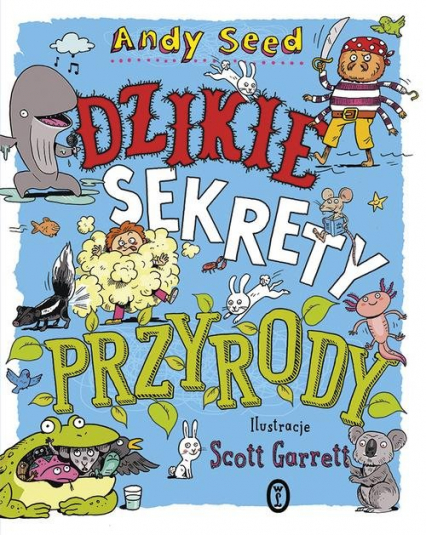 Andy Seed
DZIKIE
SEKRETY
PRZYRODY
Ilustracje
Scott Garrett